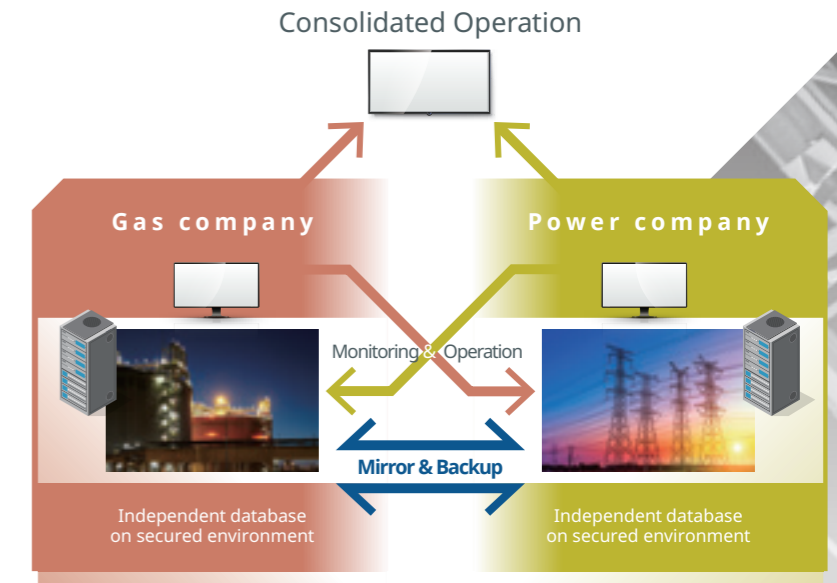 Consolidated Operation
Gas company
Power company
Monitoring & Operation
Mirror & Backup
Independent database
on secured environment
Independent database
on secured environment